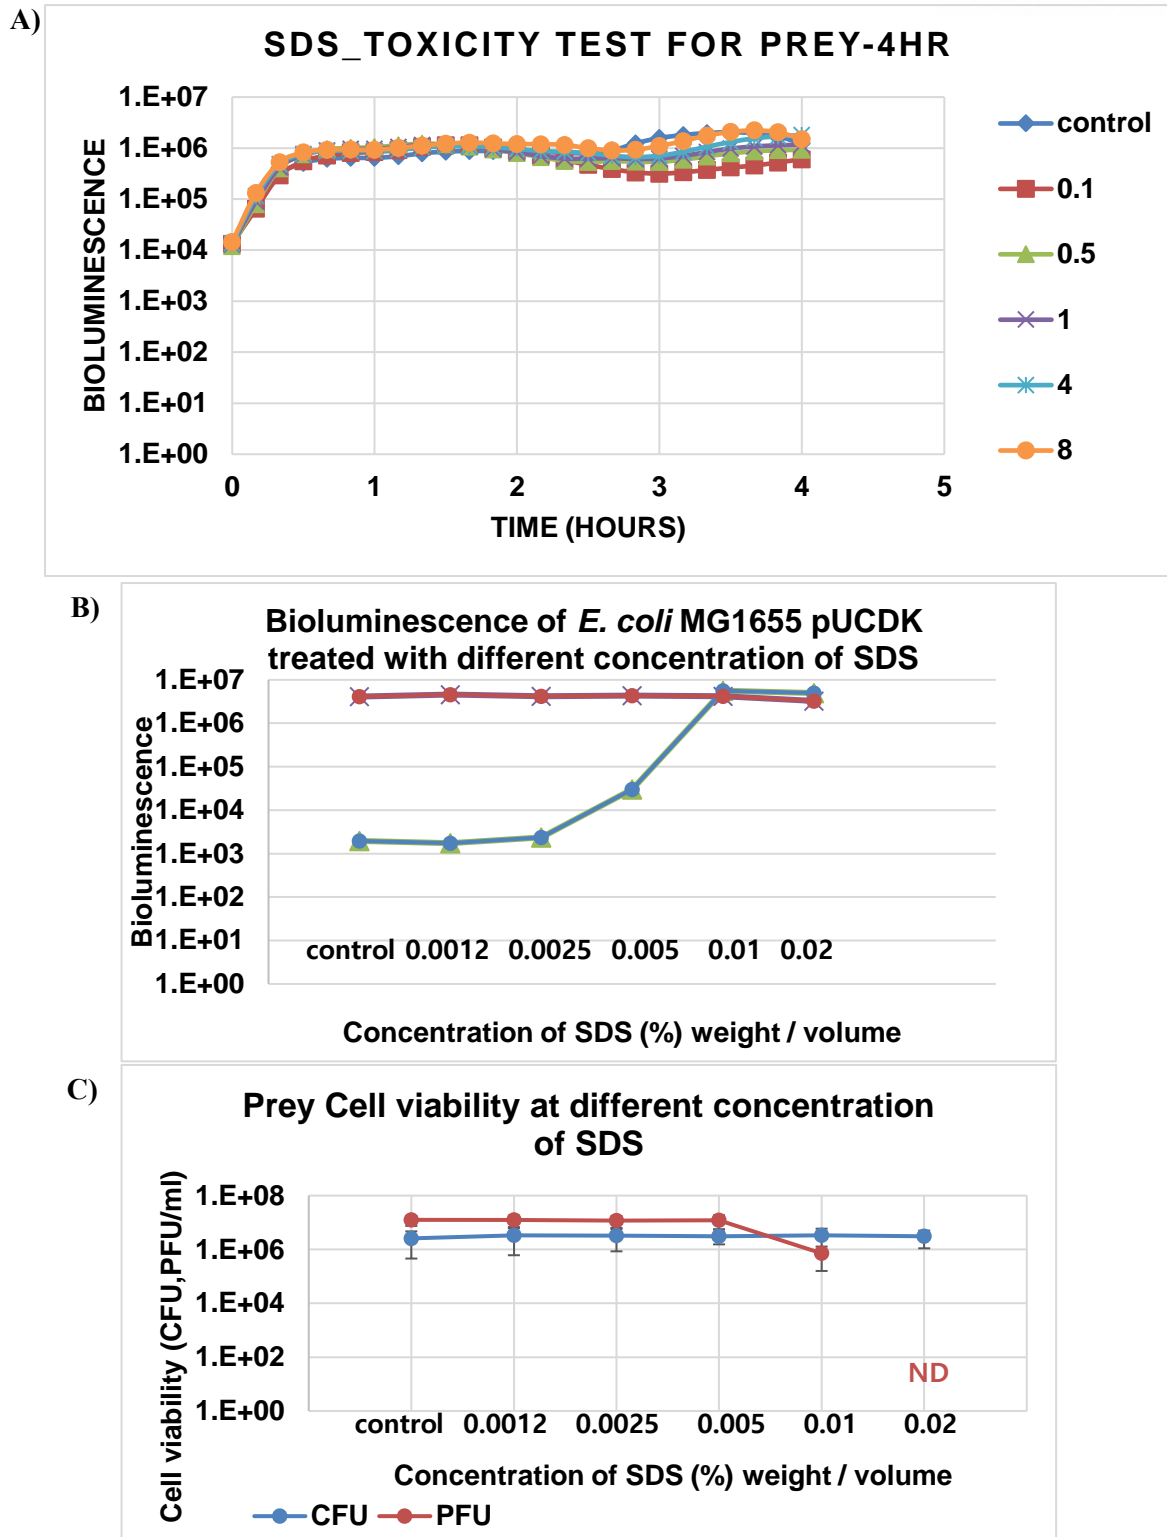 A)
SDS_TOXICITY TEST FOR PREY-4HR
1.E+07
1.E+06
1.E+05
1.E+04
1.E+03
1.E+02
1.E+01
1.E+00
BIOLUMINESCENCE
0 1 2 3 4 5
TIME (HOURS)
control
0.1
0.5
1
4
8
B)
Bioluminescence of E. coli MG1655 pUCDK
treated with different concentration of SDS
1.E+07
1.E+06
1.E+05
1.E+04
1.E+03
1.E+02
1.E+01
1.E+00
Bioluminescence
control 0.0012 0.0025 0.005 0.01 0.02
Concentration of SDS (%) weight / volume
C)
Prey Cell viability at different concentration
of SDS
1.E+08
1.E+06
1.E+04
1.E+02
1.E+00
Cell viability (CFU,PFU/ml)
ND
control 0.0012 0.0025 0.005 0.01 0.02
Concentration of SDS (%) weight / volume
CFU PFU